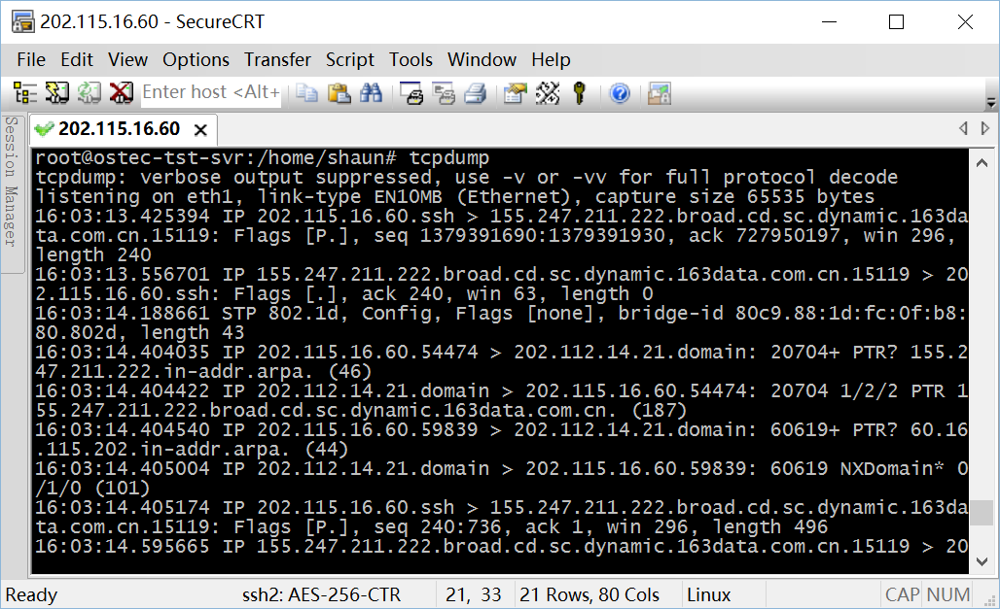 202.115.16.60 - SecureCRT
File Edit View Options Transfer Script Tools Window Help
Enter host <Alt+
Session Manager
202.115.16.60
root@ostec-tst-svr:/home/shaun# tcpdump
tcpdump: verbose output suppressed, use -v or -vv for full protocol decode
listening on eth1, link-type EN10MB (Ethernet), capture size 65535 bytes
16:03:13.425394 IP 202.115.16.60.ssh > 155.247.211.222.broad.cd.sc.dynamic.163da
ta.com.cn.15119: Flags [P.], seq 1379391690:1379391930, ack 727950197, win 296,
length 240
16:03:13.556701 IP 155.247.211.222.broad.cd.sc.dynamic.163data.com.cn.15119 > 20
2.115.16.60.ssh: Flags [.], ack 240, win 63, length 0
16:03:14.188661 STP 802.1d, Config, Flags [none], bridge-id 80c9.88:1d:fc:0f:b8:
80.802d, length 43
16:03:14.404035 IP 202.115.16.60.54474 > 202.112.14.21.domain: 20704+ PTR? 155.2
47.211.222.in-addr.arpa. (46)
16:03:14.404422 IP 202.112.14.21.domain > 202.115.16.60.54474: 20704 1/2/2 PTR 1
55.247.211.222.broad.cd.sc.dynamic.163data.com.cn. (187)
16:03:14.404540 IP 202.115.16.60.59839 > 202.112.14.21.domain: 60619+ PTR? 60.16
.115.202.in-addr.arpa. (44)
16:03:14.405004 IP 202.112.14.21.domain > 202.115.16.60.59839: 60619 NXDomain* 0
/1/0 (101)
16:03:14.405174 IP 202.115.16.60.ssh > 155.247.211.222.broad.cd.sc.dynamic.163da
ta.com.cn.15119: Flags [P.], seq 240:736, ack 1, win 296, length 496
16:03:14.595665 IP 155.247.211.222.broad.cd.sc.dynamic.163data.com.cn.15119 > 20
Ready ssh2: AES-256-CTR 21, 33 21 Rows, 80 Cols Linux CAP NUM